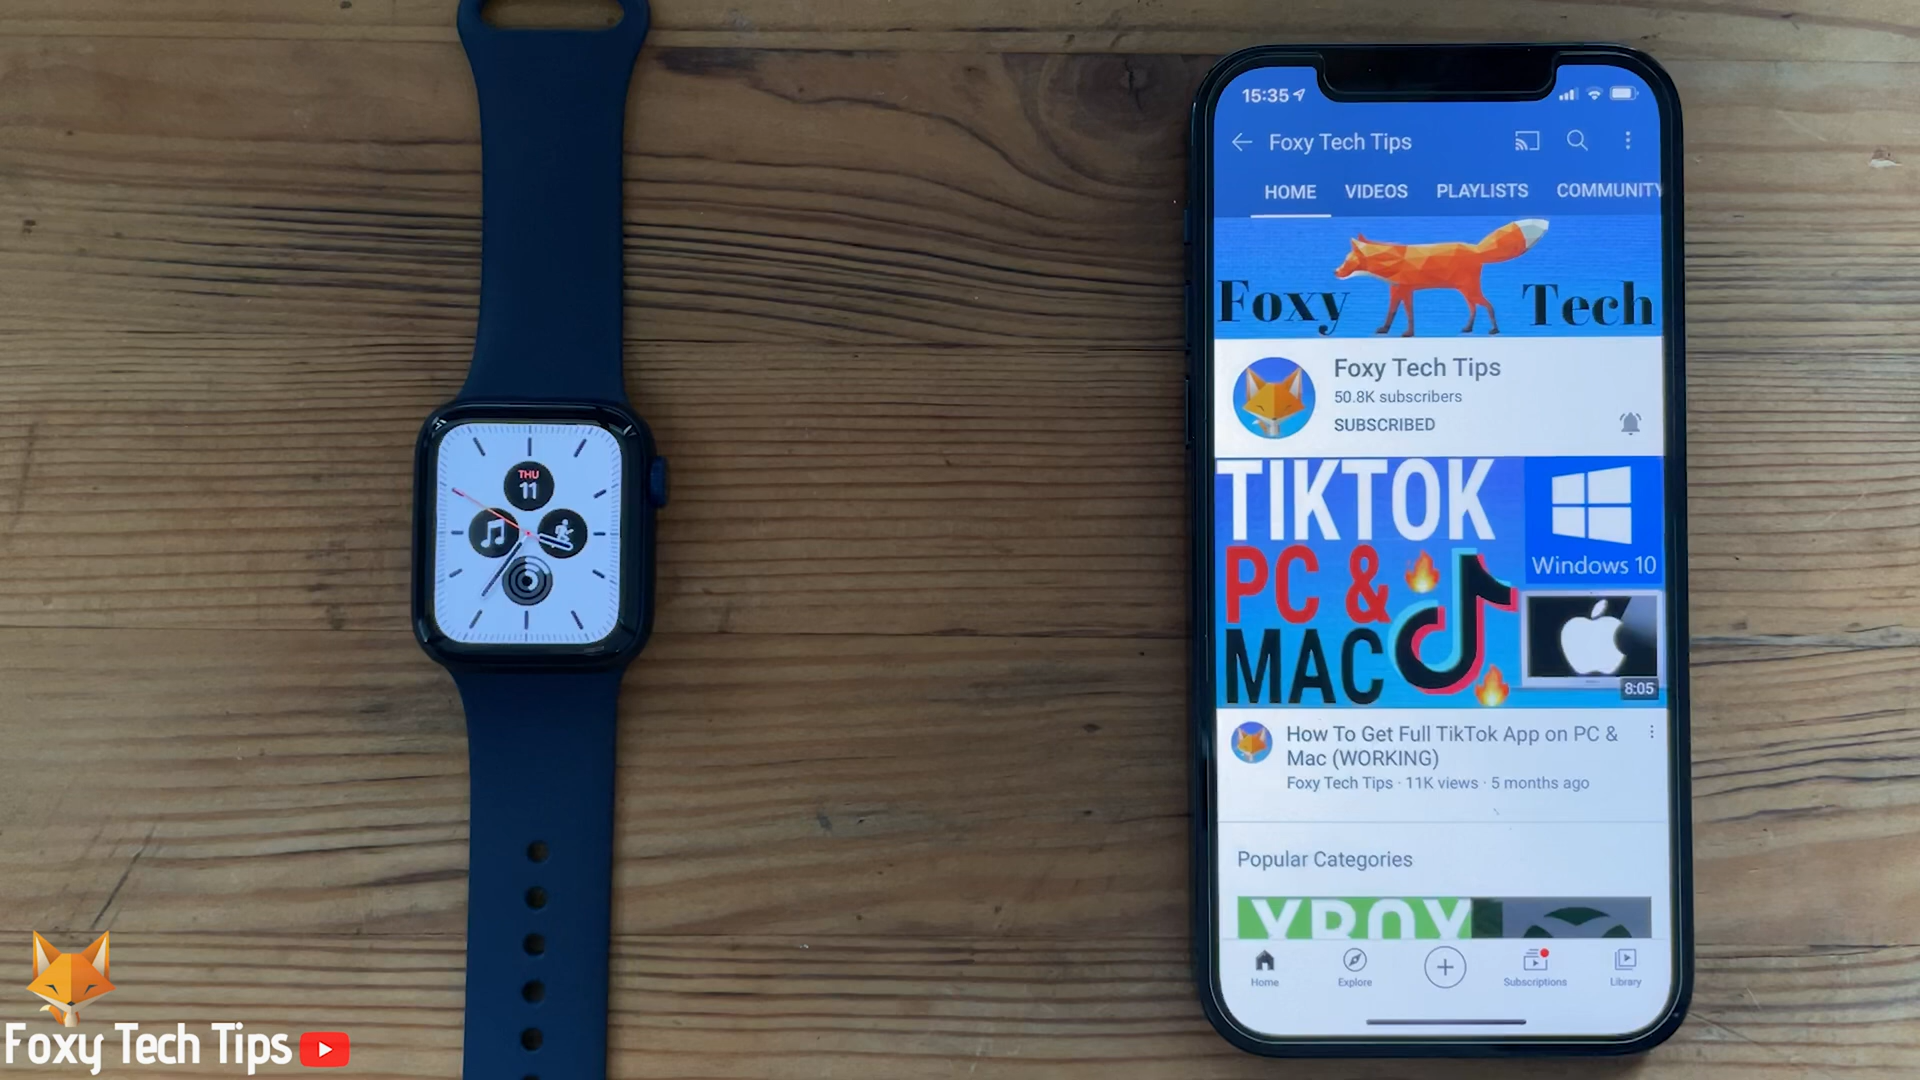 THU
11
15:35
Foxy Tech Tips
HOME VIDEOS PLAYLISTS COMMUNITY
Foxy Tech
Foxy Tech Tips
50.8K subscribers
SUBSCRIBED
TIKTOK
PC &
MAC
Windows 10
8:05
How To Get Full TikTok App on PC &
Mac (WORKING)
Foxy Tech Tips · 11K views · 5 months ago
Popular Categories
XBOX
Home Explore Subscriptions Library
Foxy Tech Tips